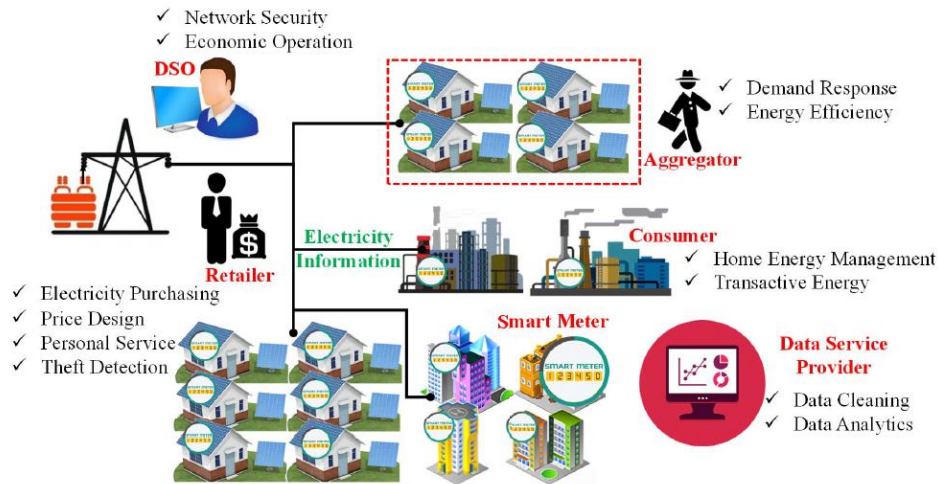 ✓ Network Security
✓ Economic Operation
DSO
✓ Demand Response
✓ Energy Efficiency
Aggregator
Retailer
Electricity
Information
Consumer
✓ Home Energy Management
✓ Transactive Energy
✓ Electricity Purchasing
✓ Price Design
✓ Personal Service
✓ Theft Detection
Smart Meter
SMART METER
123450
Data Service
Provider
✓ Data Cleaning
✓ Data Analytics